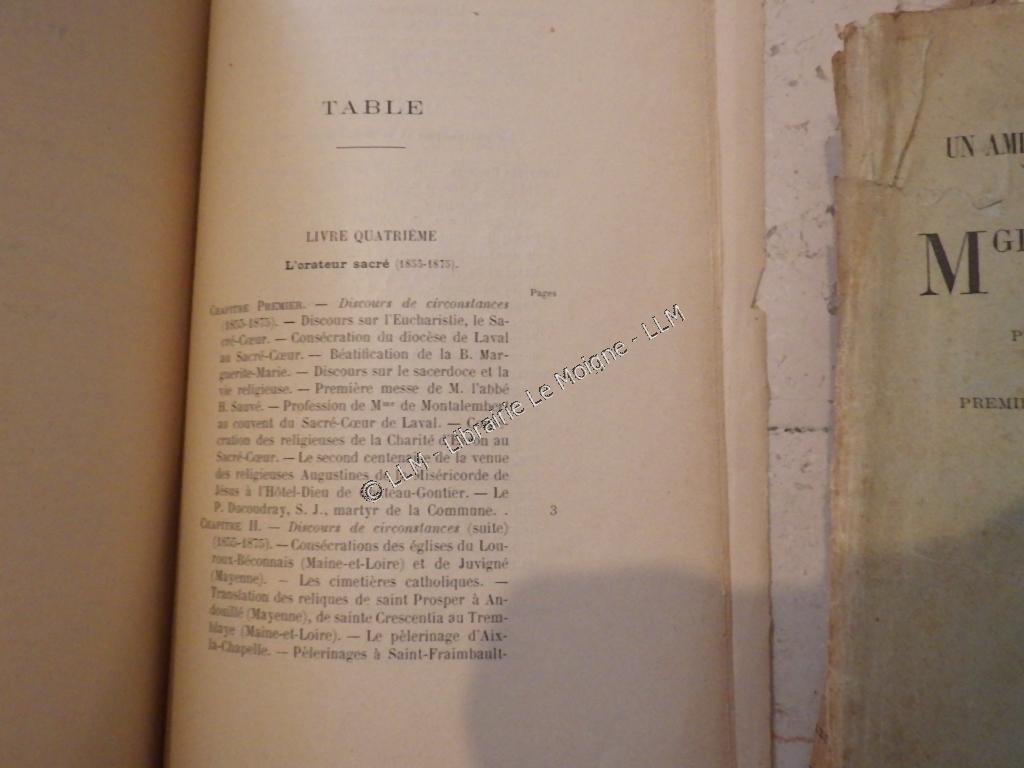 TABLE
LIVRE QUATRIÈME
L'orateur sacré (1855-1875).
Pages
CHAPITRE PREMIER. — Discours de circonstances
(1855-1875). — Discours sur l'Eucharistie, le Sa-
cré-Cœur. — Consécration du diocèse de Laval
au Sacré-Cœur. — Béatification de la B. Mar-
guerite-Marie. — Discours sur le sacerdoce et la
vie religieuse. — Première messe de M. l'abbé
H. Sauvé. — Profession de Mme de Montalembert
au couvent du Sacré-Cœur de Laval. —
cration des religieuses de la Charité d'Évron au
Sacré-Cœur. — Le second centenaire de la venue
des religieuses Augustines de la Miséricorde de
Jésus à l'Hôtel-Dieu de Château-Gontier. — Le
P. Ducoudray, S. J., martyr de la Commune. . 3
CHAPITRE II. — Discours de circonstances (suite)
(1855-1875). — Consécrations des églises du Lou-
roux-Béconnais (Maine-et-Loire) et de Juvigné
(Mayenne). — Les cimetières catholiques. —
Translation des reliques de saint Prosper à An-
douillé (Mayenne), de sainte Crescentia au Trem-
blaye (Maine-et-Loire). — Le pèlerinage d'Aix-
la-Chapelle. — Pèlerinages à Saint-Fraimbault-
© LLM - Librairie Le Moigne - LLM
UN AMI
MG
P
PREMIE